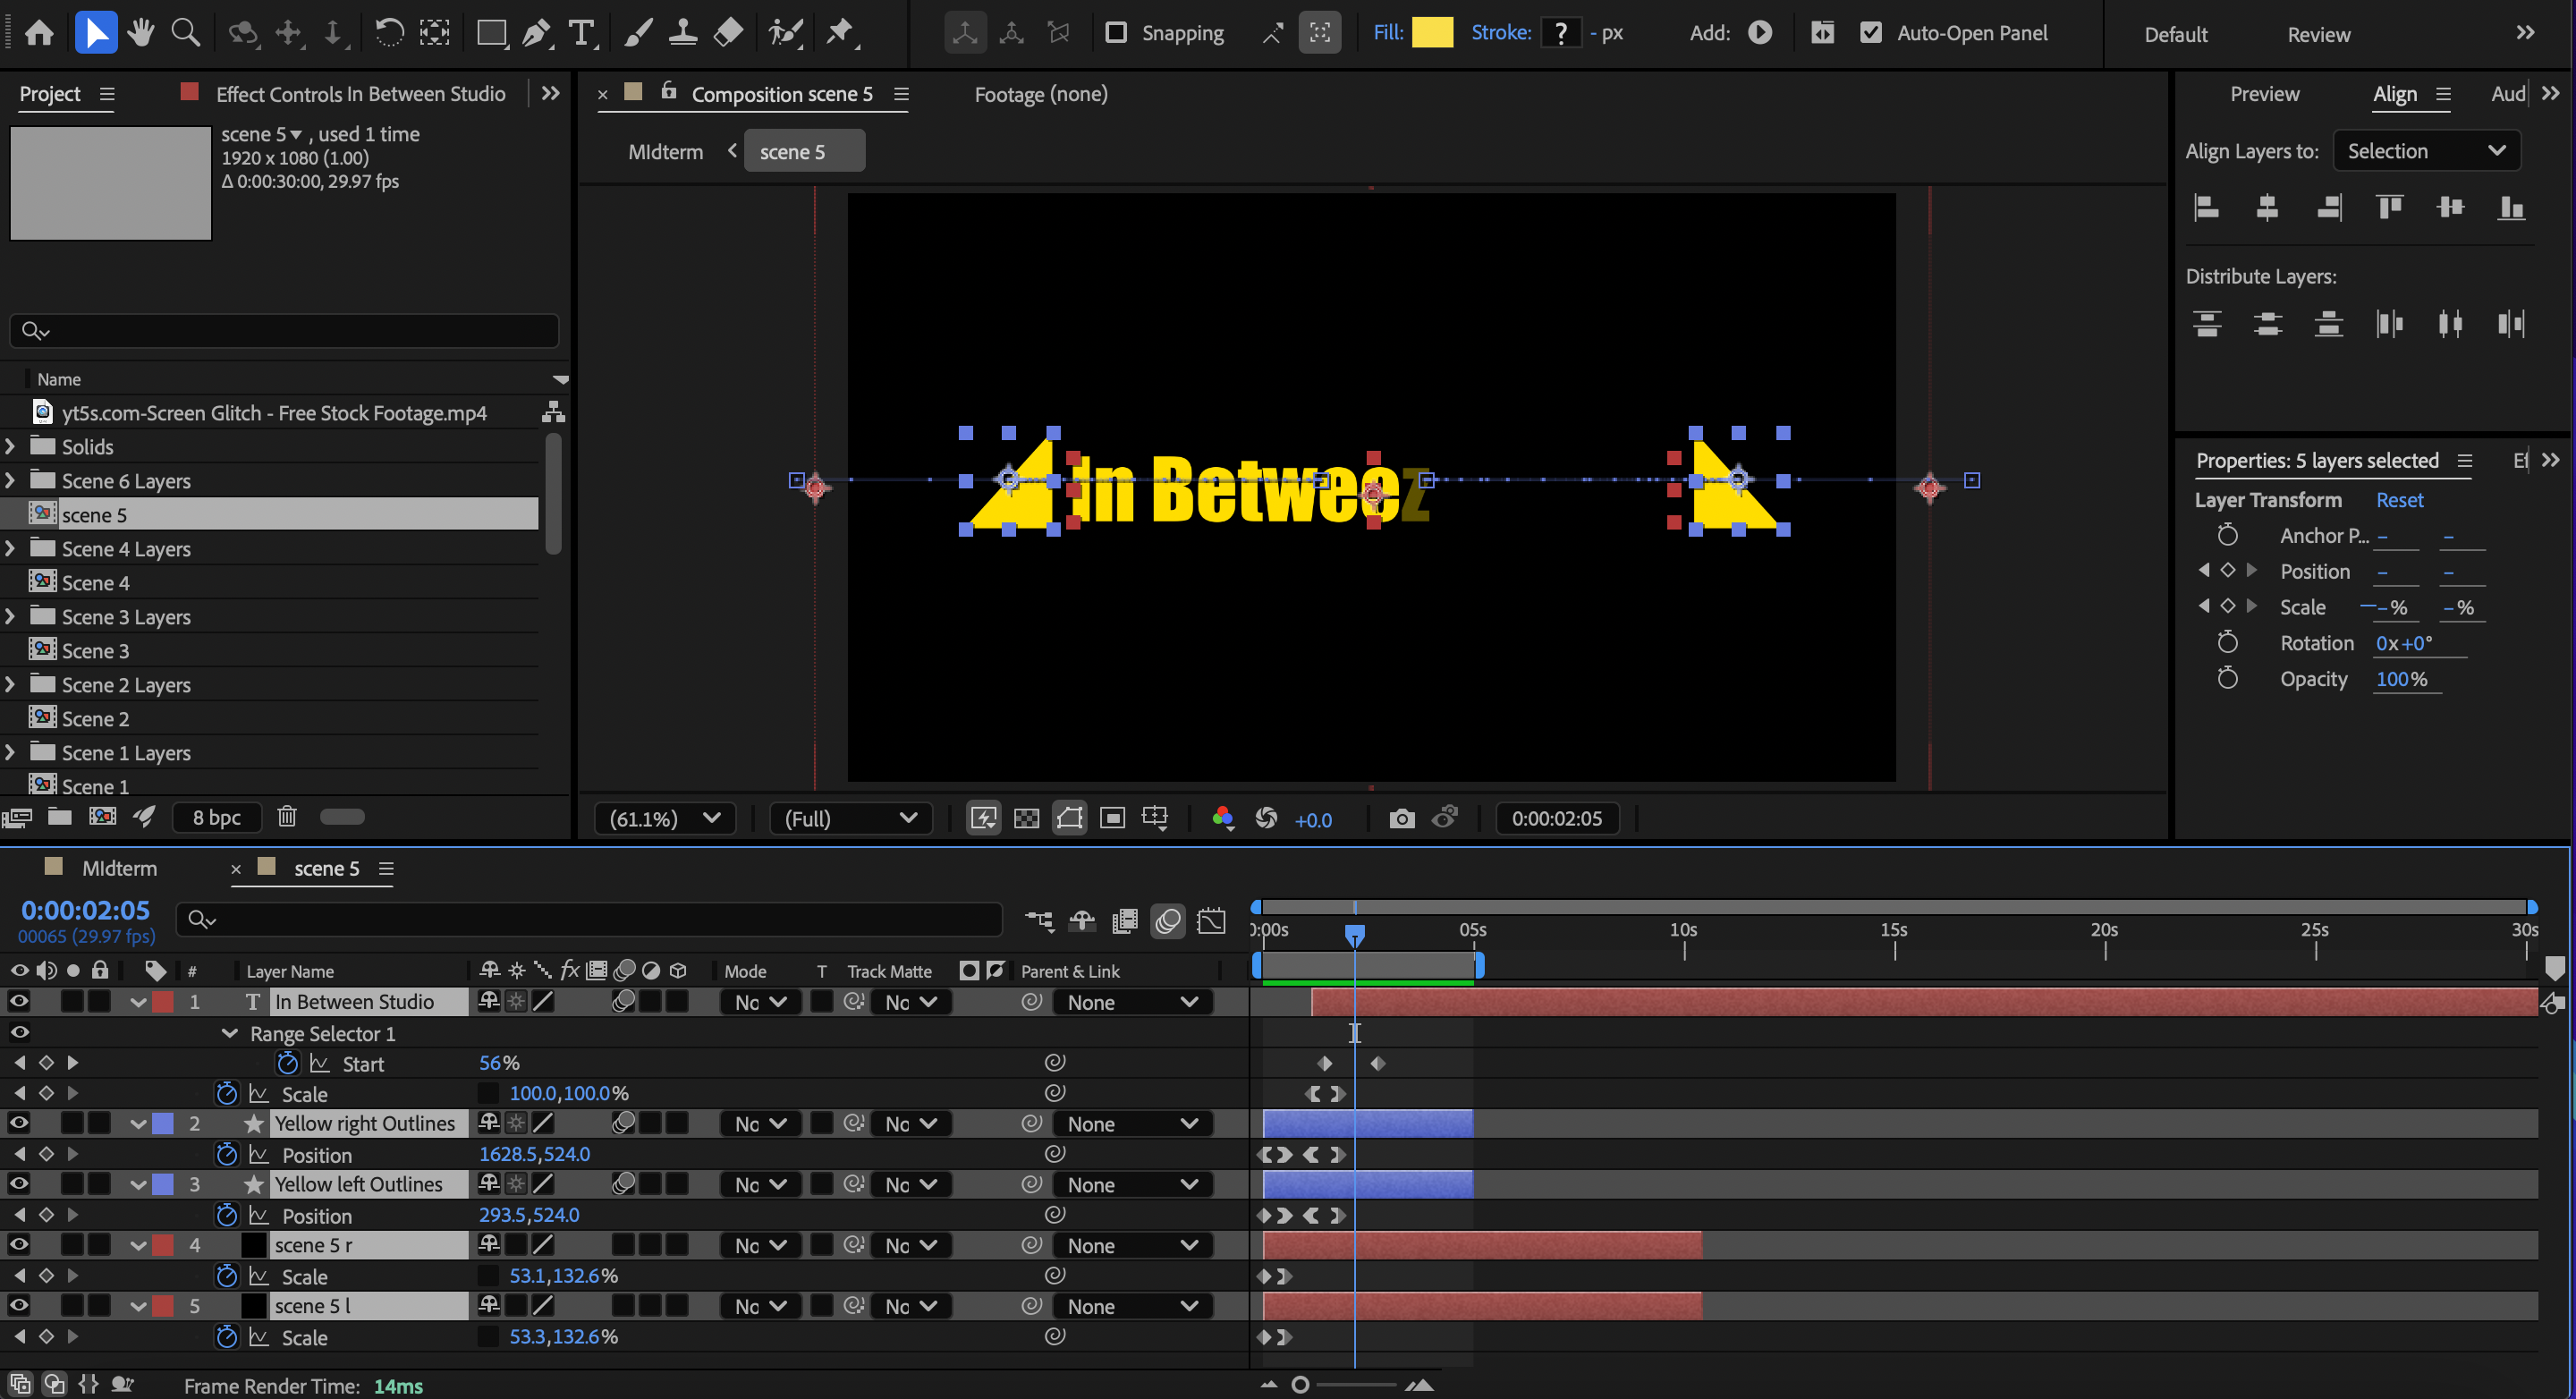 Snapping
Fill:
Stroke: ? - px
Add:
Auto-Open Panel
Default
Review
Project
Effect Controls In Between Studio
scene 5 , used 1 time
1920 x 1080 (1.00)
Δ 0:00:30:00, 29.97 fps
Name
yt5s.com-Screen Glitch - Free Stock Footage.mp4
Solids
Scene 6 Layers
scene 5
Scene 4 Layers
Scene 4
Scene 3 Layers
Scene 3
Scene 2 Layers
Scene 2
Scene 1 Layers
Scene 1
8 bpc
Composition scene 5
Footage (none)
MIdterm
scene 5
In Betweez
(61.1%)
(Full)
+0.0
0:00:02:05
Preview
Align
Aud
Align Layers to: Selection
Distribute Layers:
Properties: 5 layers selected
Ef
Layer Transform Reset
Anchor P... - -
Position - -
Scale -% -%
Rotation 0x+0°
Opacity 100%
MIdterm
scene 5
0:00:02:05
00065 (29.97 fps)
:00s 05s 10s 15s 20s 25s 30s
# Layer Name fx Mode T Track Matte Parent & Link
1 T In Between Studio No No None
Range Selector 1
Start 56%
Scale 100.0,100.0%
2 Yellow right Outlines No No None
Position 1628.5,524.0
3 Yellow left Outlines No No None
Position 293.5,524.0
4 scene 5 r No No None
Scale 53.1,132.6%
5 scene 5 l No No None
Scale 53.3,132.6%
Frame Render Time: 14ms